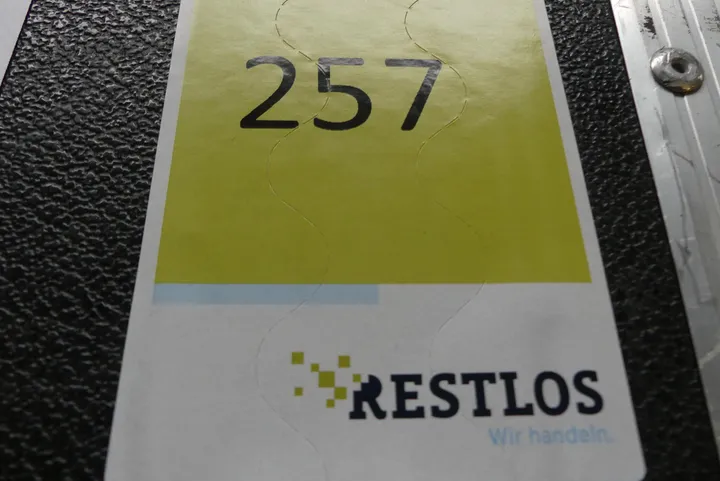 257
RESTLOS
Wir handeln.